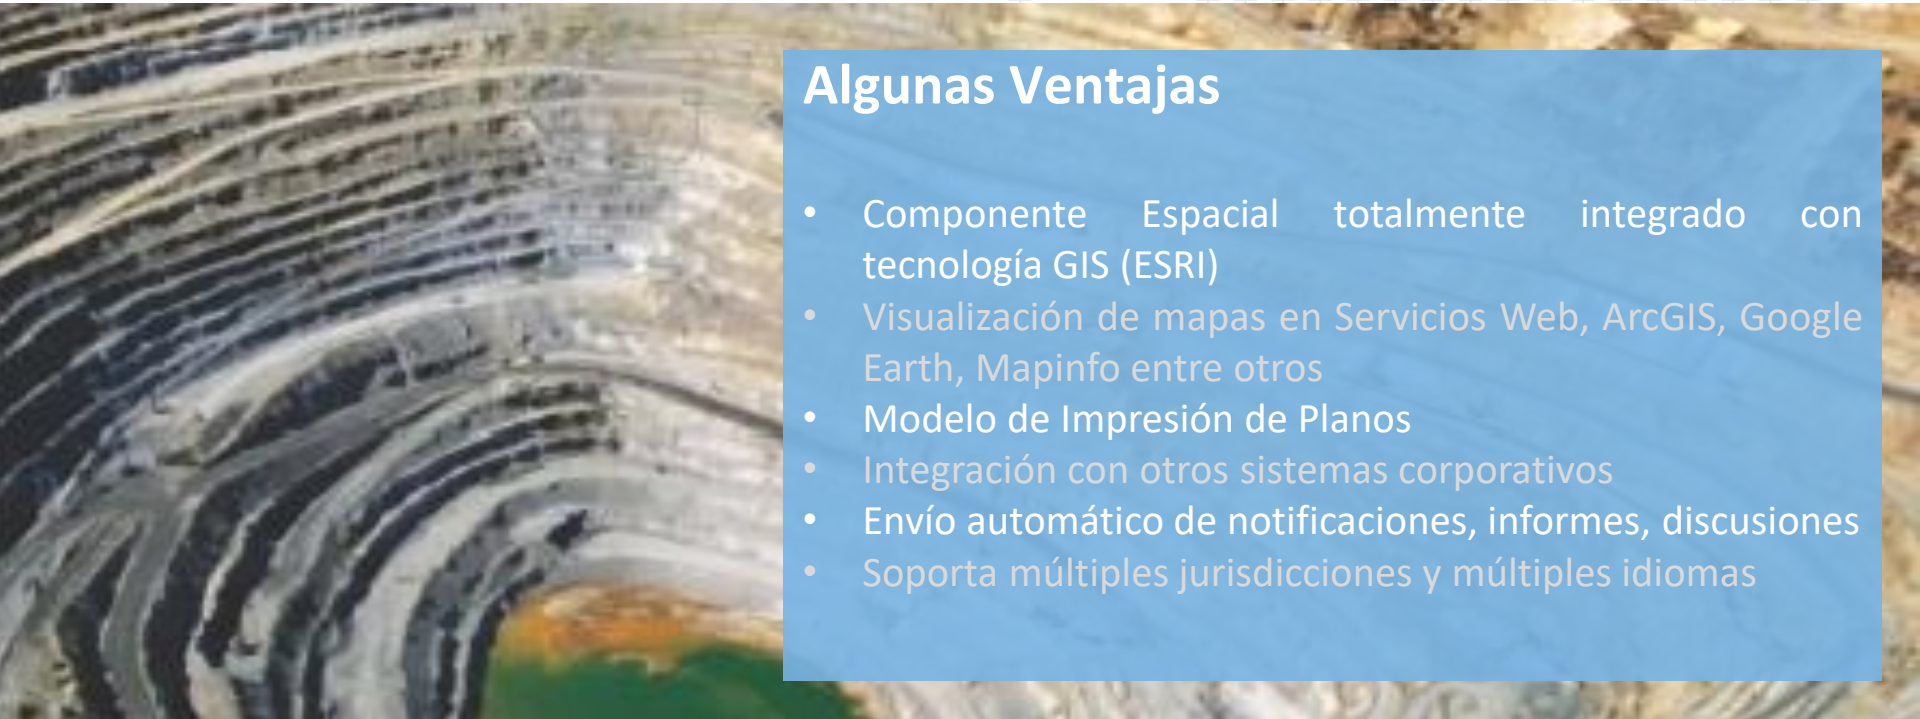 Algunas Ventajas
• Componente Espacial totalmente integrado con
tecnología GIS (ESRI)
• Visualización de mapas en Servicios Web, ArcGIS, Google
Earth, Mapinfo entre otros
• Modelo de Impresión de Planos
• Integración con otros sistemas corporativos
• Envío automático de notificaciones, informes, discusiones
• Soporta múltiples jurisdicciones y múltiples idiomas